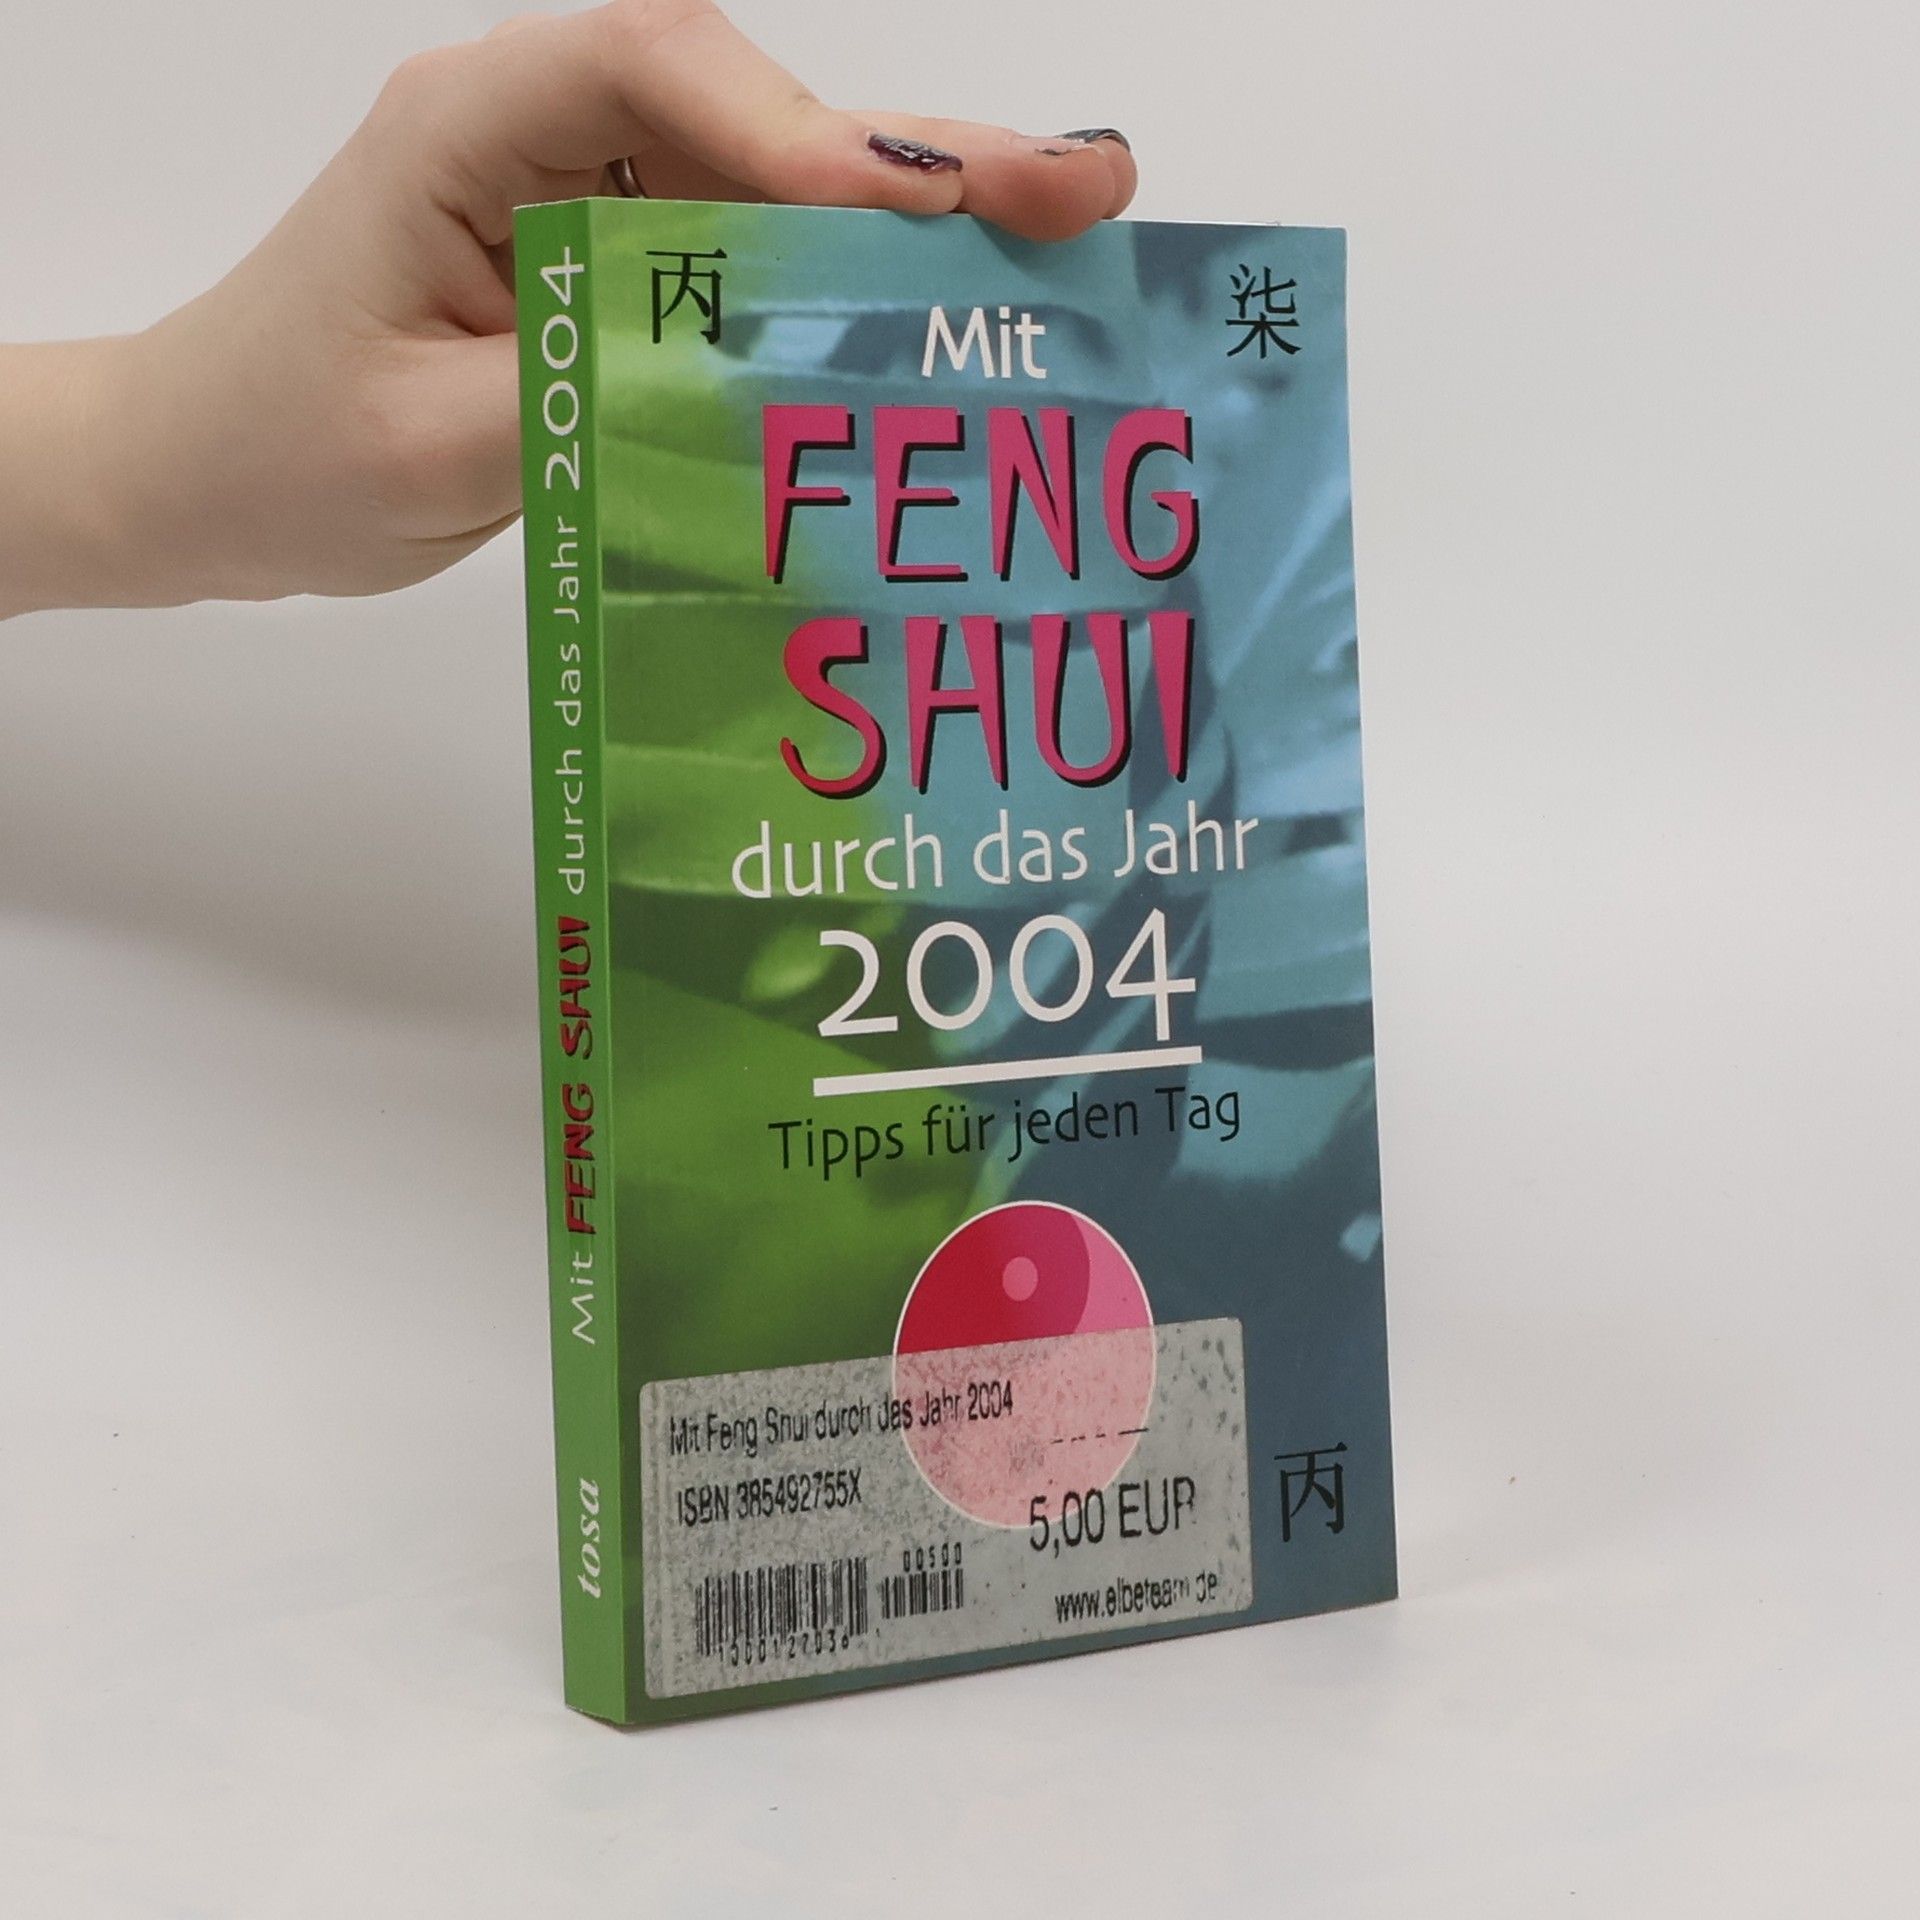 丙
柒
Mit
FENG
SHUI
durch das Jahr
2004
Tipps für jeden Tag
Mit Feng Shui durch das Jahr 2004
ISBN 385492755X
5,00 EUR
00500
1000127036
www.elbeteam.de
丙
Mit FENG SHUI durch das Jahr 2004
tosa